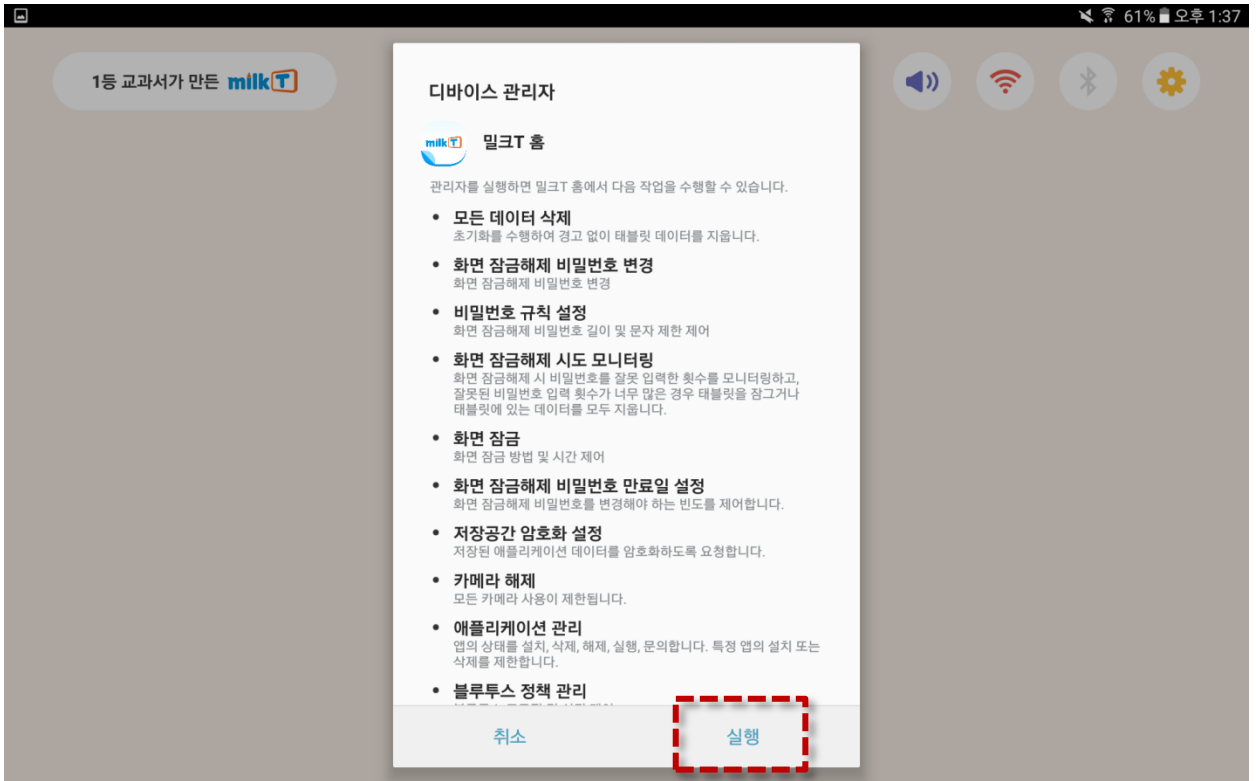 61% 오후 1:37
1등 교과서가 만든 milkT
디바이스 관리자
milkT 밀크T 홈
관리자를 실행하면 밀크T 홈에서 다음 작업을 수행할 수 있습니다.
• 모든 데이터 삭제
초기화를 수행하여 경고 없이 태블릿 데이터를 지웁니다.
• 화면 잠금해제 비밀번호 변경
화면 잠금해제 비밀번호 변경
• 비밀번호 규칙 설정
화면 잠금해제 비밀번호 길이 및 문자 제한 제어
• 화면 잠금해제 시도 모니터링
화면 잠금해제 시 비밀번호를 잘못 입력한 횟수를 모니터링하고,
잘못된 비밀번호 입력 횟수가 너무 많은 경우 태블릿을 잠그거나
태블릿에 있는 데이터를 모두 지웁니다.
• 화면 잠금
화면 잠금 방법 및 시간 제어
• 화면 잠금해제 비밀번호 만료일 설정
화면 잠금해제 비밀번호를 변경해야 하는 빈도를 제어합니다.
• 저장공간 암호화 설정
저장된 애플리케이션 데이터를 암호화하도록 요청합니다.
• 카메라 해제
모든 카메라 사용이 제한됩니다.
• 애플리케이션 관리
앱의 상태를 설치, 삭제, 해제, 실행, 문의합니다. 특정 앱의 설치 또는
삭제를 제한합니다.
• 블루투스 정책 관리
취소 실행